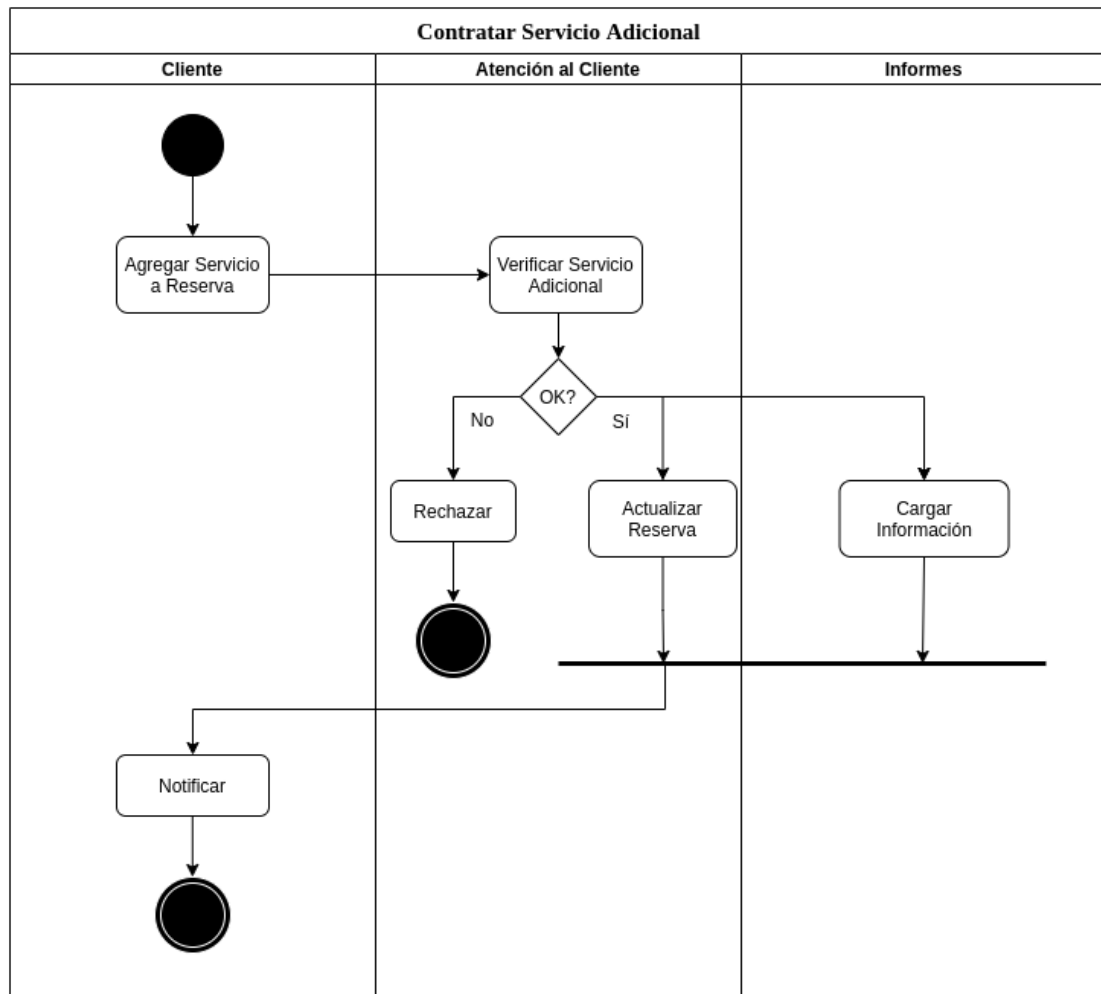 Contratar Servicio Adicional
Cliente
Atención al Cliente
Informes
Agregar Servicio
a Reserva
Verificar Servicio
Adicional
OK?
No
Sí
Rechazar
Actualizar
Reserva
Cargar
Información
Notificar